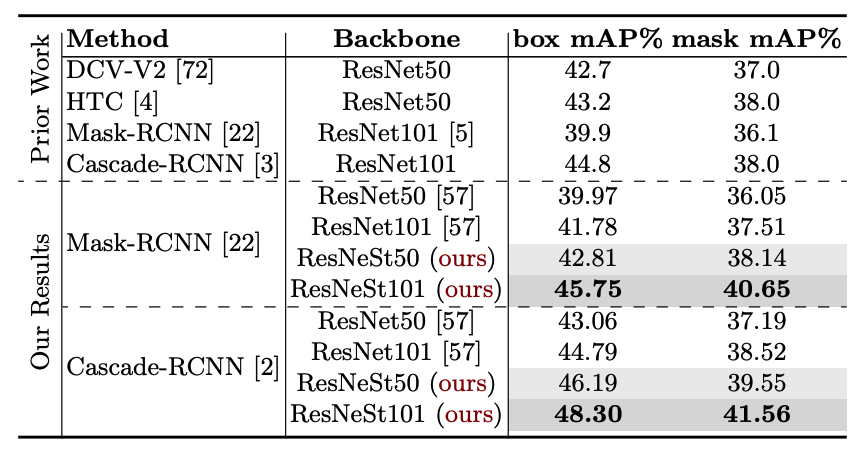 Method Backbone box mAP% mask mAP%
Prior Work
DCV-V2 [72] ResNet50 42.7 37.0
HTC [4] ResNet50 43.2 38.0
Mask-RCNN [22] ResNet101 [5] 39.9 36.1
Cascade-RCNN [3] ResNet101 44.8 38.0
Our Results
Mask-RCNN [22]
ResNet50 [57] 39.97 36.05
ResNet101 [57] 41.78 37.51
ResNeSt50 (ours) 42.81 38.14
ResNeSt101 (ours) 45.75 40.65
Cascade-RCNN [2]
ResNet50 [57] 43.06 37.19
ResNet101 [57] 44.79 38.52
ResNeSt50 (ours) 46.19 39.55
ResNeSt101 (ours) 48.30 41.56